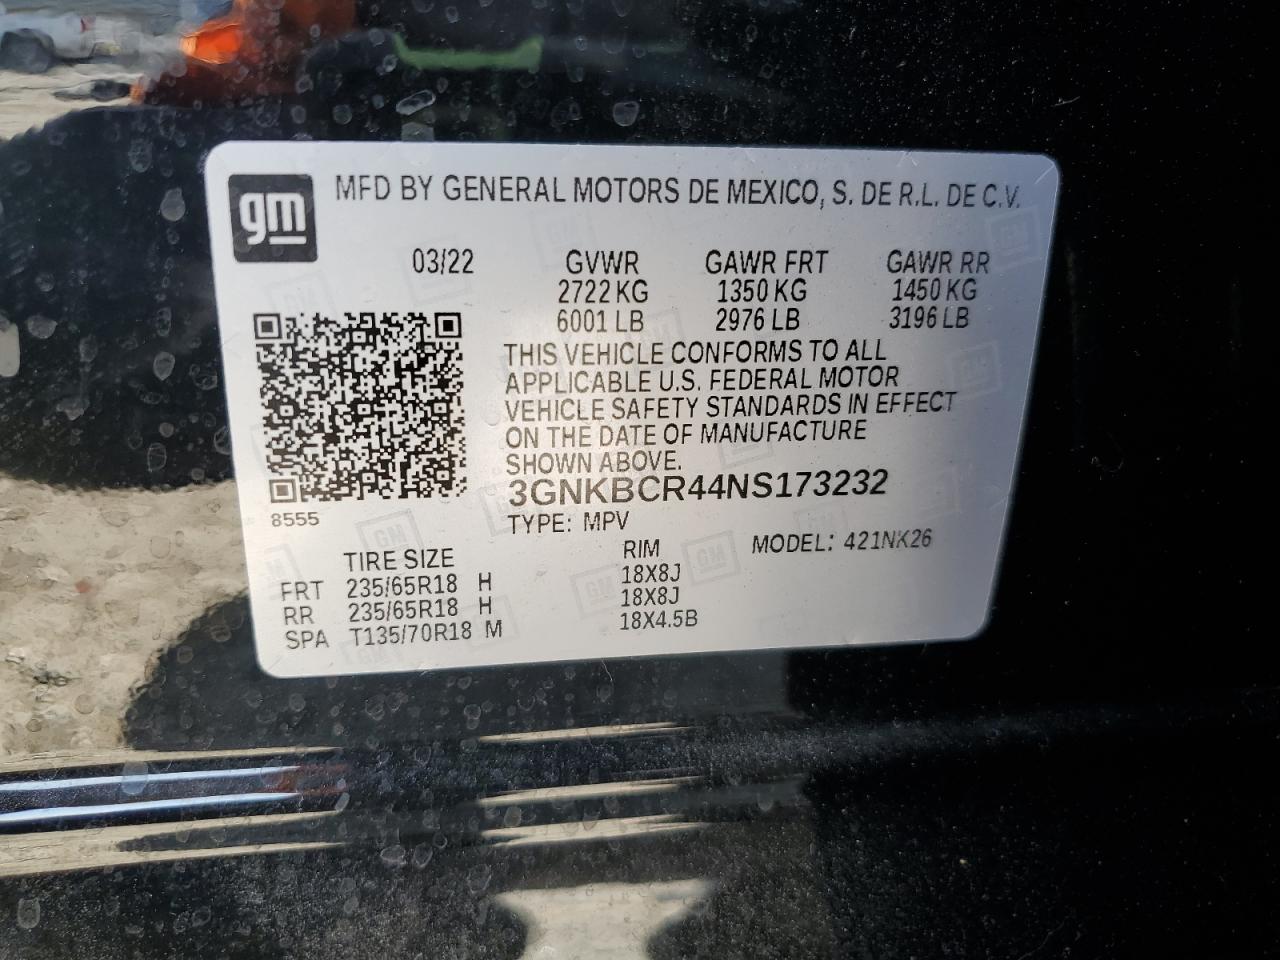 gm
MFD BY GENERAL MOTORS DE MEXICO, S. DE R.L. DE C.V.
03/22 GVWR GAWR FRT GAWR RR
2722 KG 1350 KG 1450 KG
6001 LB 2976 LB 3196 LB
THIS VEHICLE CONFORMS TO ALL
APPLICABLE U.S. FEDERAL MOTOR
VEHICLE SAFETY STANDARDS IN EFFECT
ON THE DATE OF MANUFACTURE
SHOWN ABOVE.
3GNKBCR44NS173232
8555
TYPE: MPV
MODEL: 421NK26
TIRE SIZE RIM
FRT 235/65R18 H 18X8J
RR 235/65R18 H 18X8J
SPA T135/70R18 M 18X4.5B